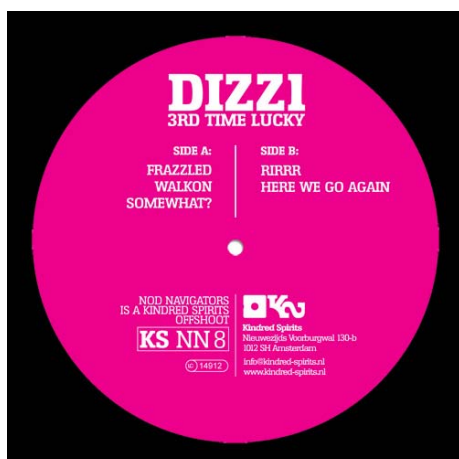 DIZZ1
3RD TIME LUCKY
SIDE A:
FRAZZLED
WALKON
SOMEWHAT?
SIDE B:
RIRRR
HERE WE GO AGAIN
NOD NAVIGATORS
IS A KINDRED SPIRITS
OFFSHOOT
KS NN 8
LC 14912
Kindred Spirits
Nieuwezijds Voorburgwal 130-b
1012 SH Amsterdam
info@kindred-spirits.nl
www.kindred-spirits.nl